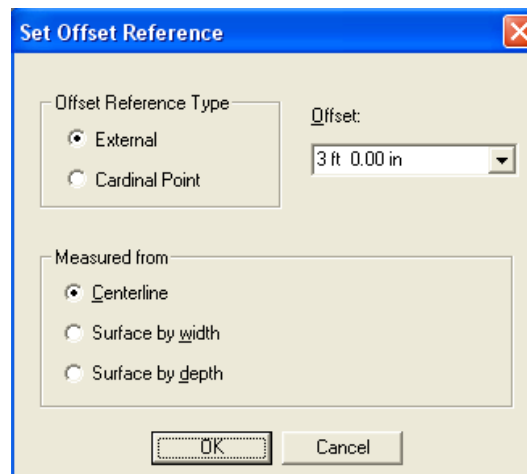 Set Offset Reference
Offset Reference Type
External
Cardinal Point
Offset:
3 ft 0.00 in
Measured from
Centerline
Surface by width
Surface by depth
OK
Cancel